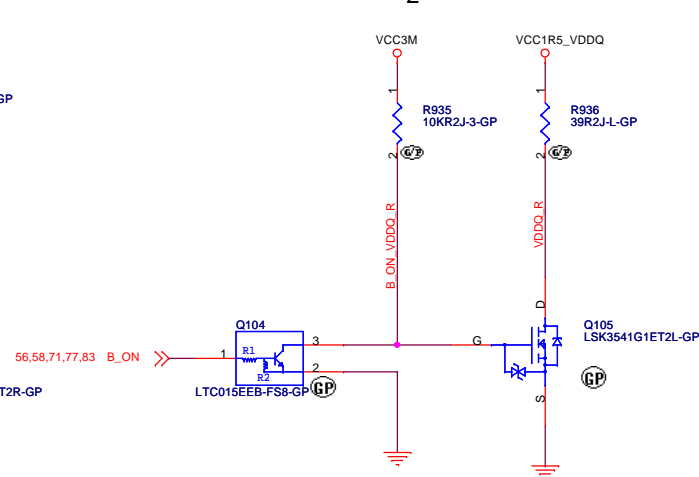 2
VCC3M
VCC1R5_VDDQ
GP
1
R935
10KR2J-3-GP
2
G/P
1
R936
39R2J-L-GP
2
G/P
B_ON_VDDQ_R
VDDQ_R
D
Q104
3
G
Q105
LSK3541G1ET2L-GP
56,58,71,77,83 B_ON
1
R1
R2
2
LTC015EEB-FS8-GP
GP
GP
T2R-GP
S